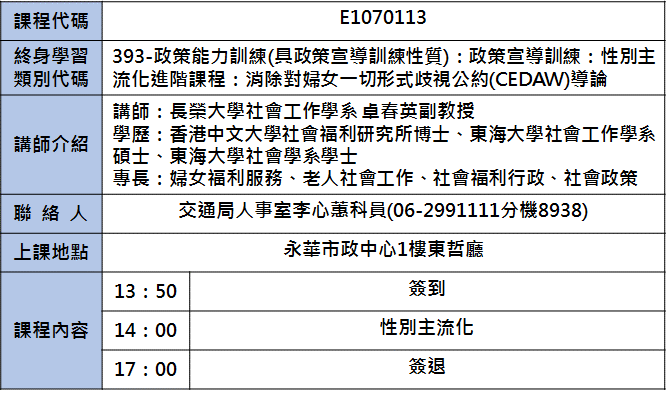 課程代碼
E1070113
終身學習
類別代碼
393-政策能力訓練(具政策宣導訓練性質)：政策宣導訓練：性別主
流化進階課程：消除對婦女一切形式歧視公約(CEDAW)導論
講師介紹
講師：長榮大學社會工作學系 卓春英副教授
學歷：香港中文大學社會福利研究所博士、東海大學社會工作學系
碩士、東海大學社會學系學士
專長：婦女福利服務、老人社會工作、社會福利行政、社會政策
聯 絡 人
交通局人事室李心蕙科員(06-2991111分機8938)
上課地點
永華市政中心1樓東哲廳
課程內容
13：50
簽到
14：00
性別主流化
17：00
簽退